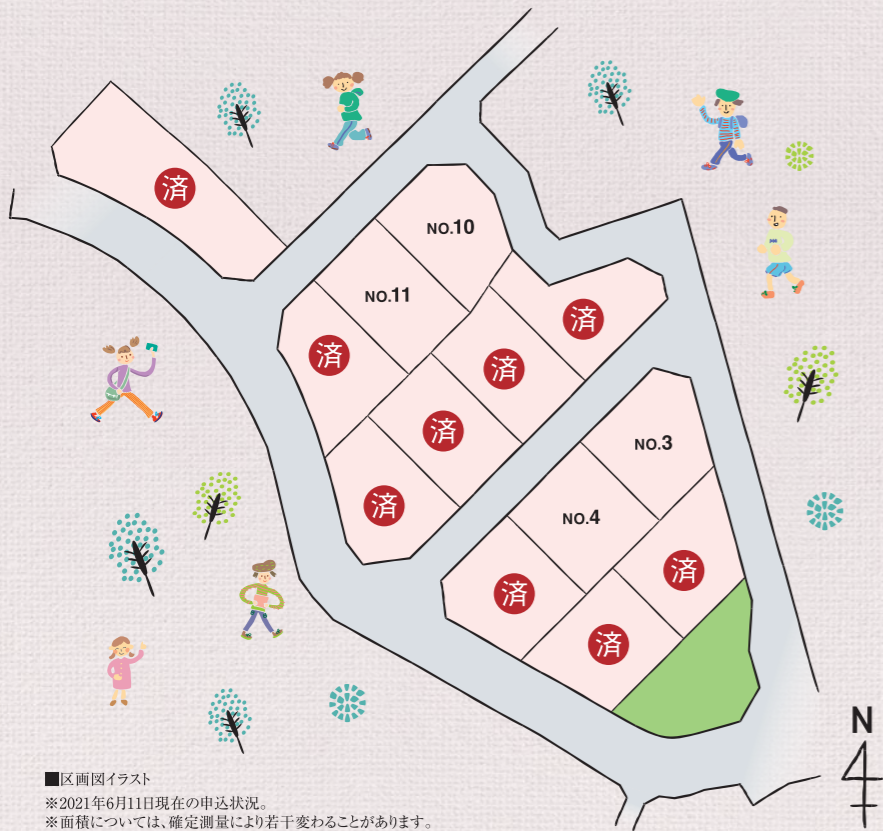 済
NO.10
NO.11
済
済
済
済
済
NO.3
NO.4
済
済
済
N
■区画図イラスト
※2021年6月11日現在の申込状況。
※面積については、確定測量により若干変わることがあります。